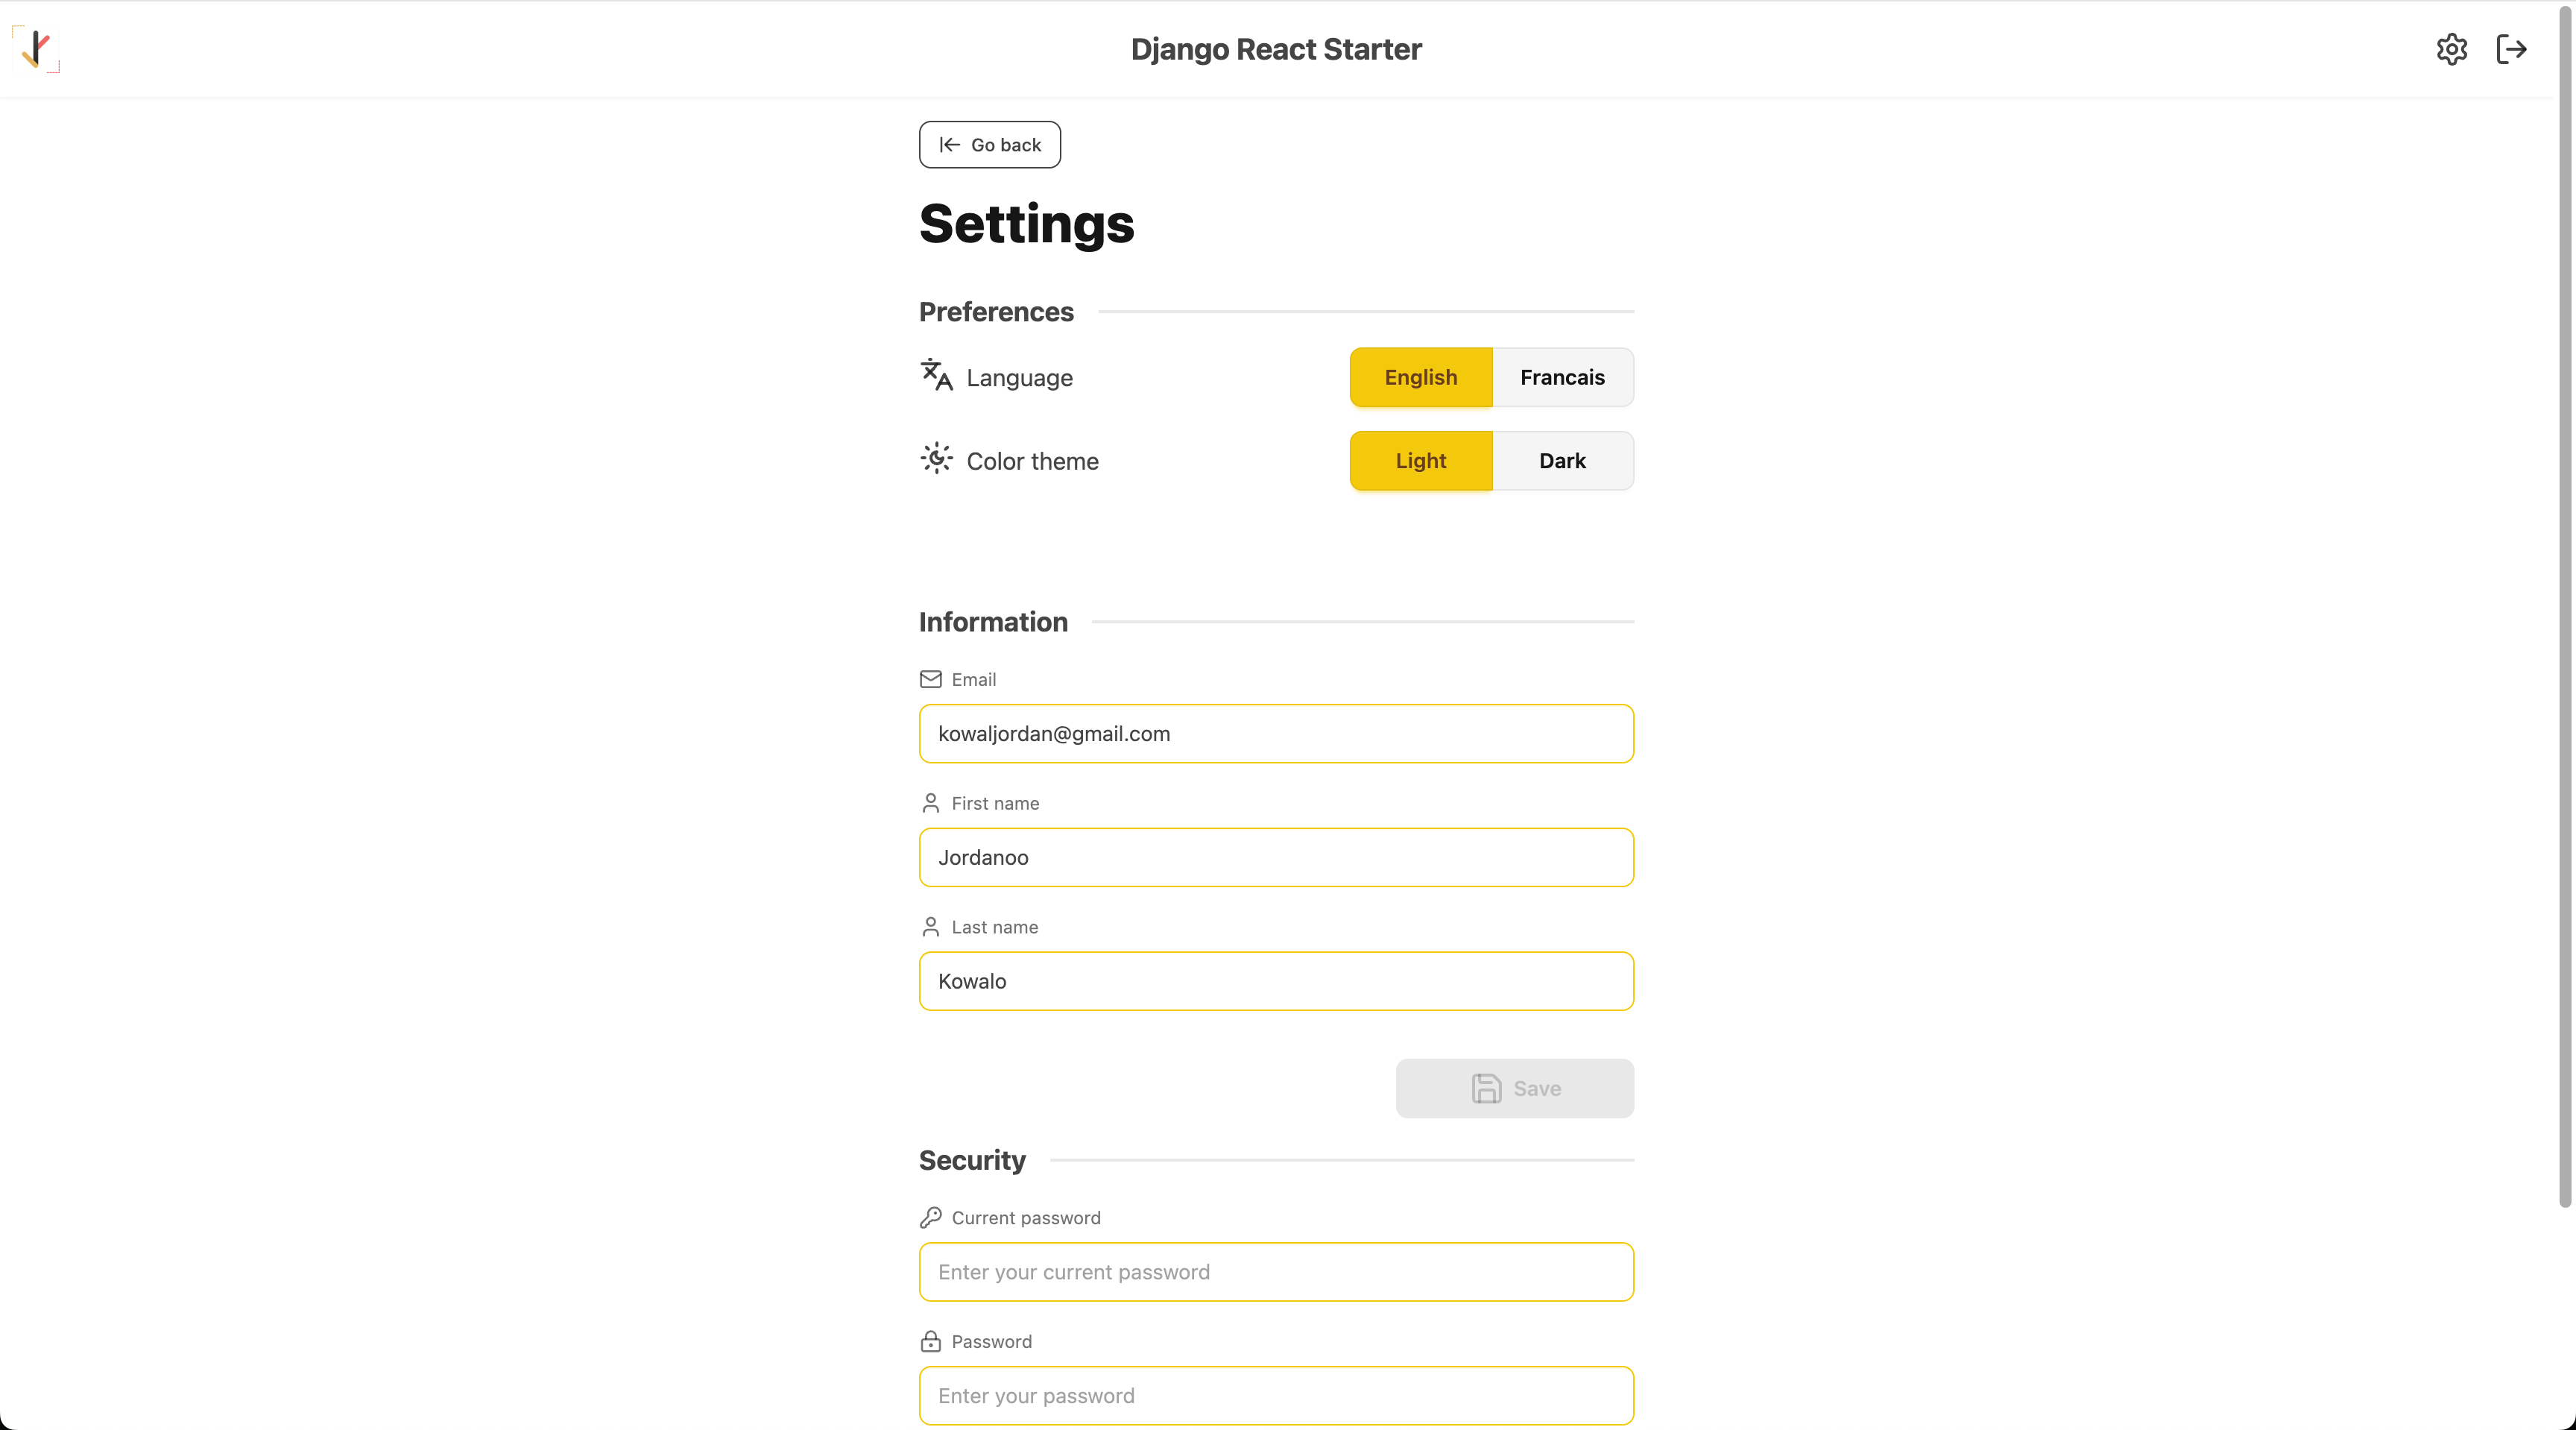 Django React Starter
Go back
Settings
Preferences
Language
English
Francais
Color theme
Light
Dark
Information
Email
kowaljordan@gmail.com
First name
Jordanoo
Last name
Kowalo
Save
Security
Current password
Enter your current password
Password
Enter your password